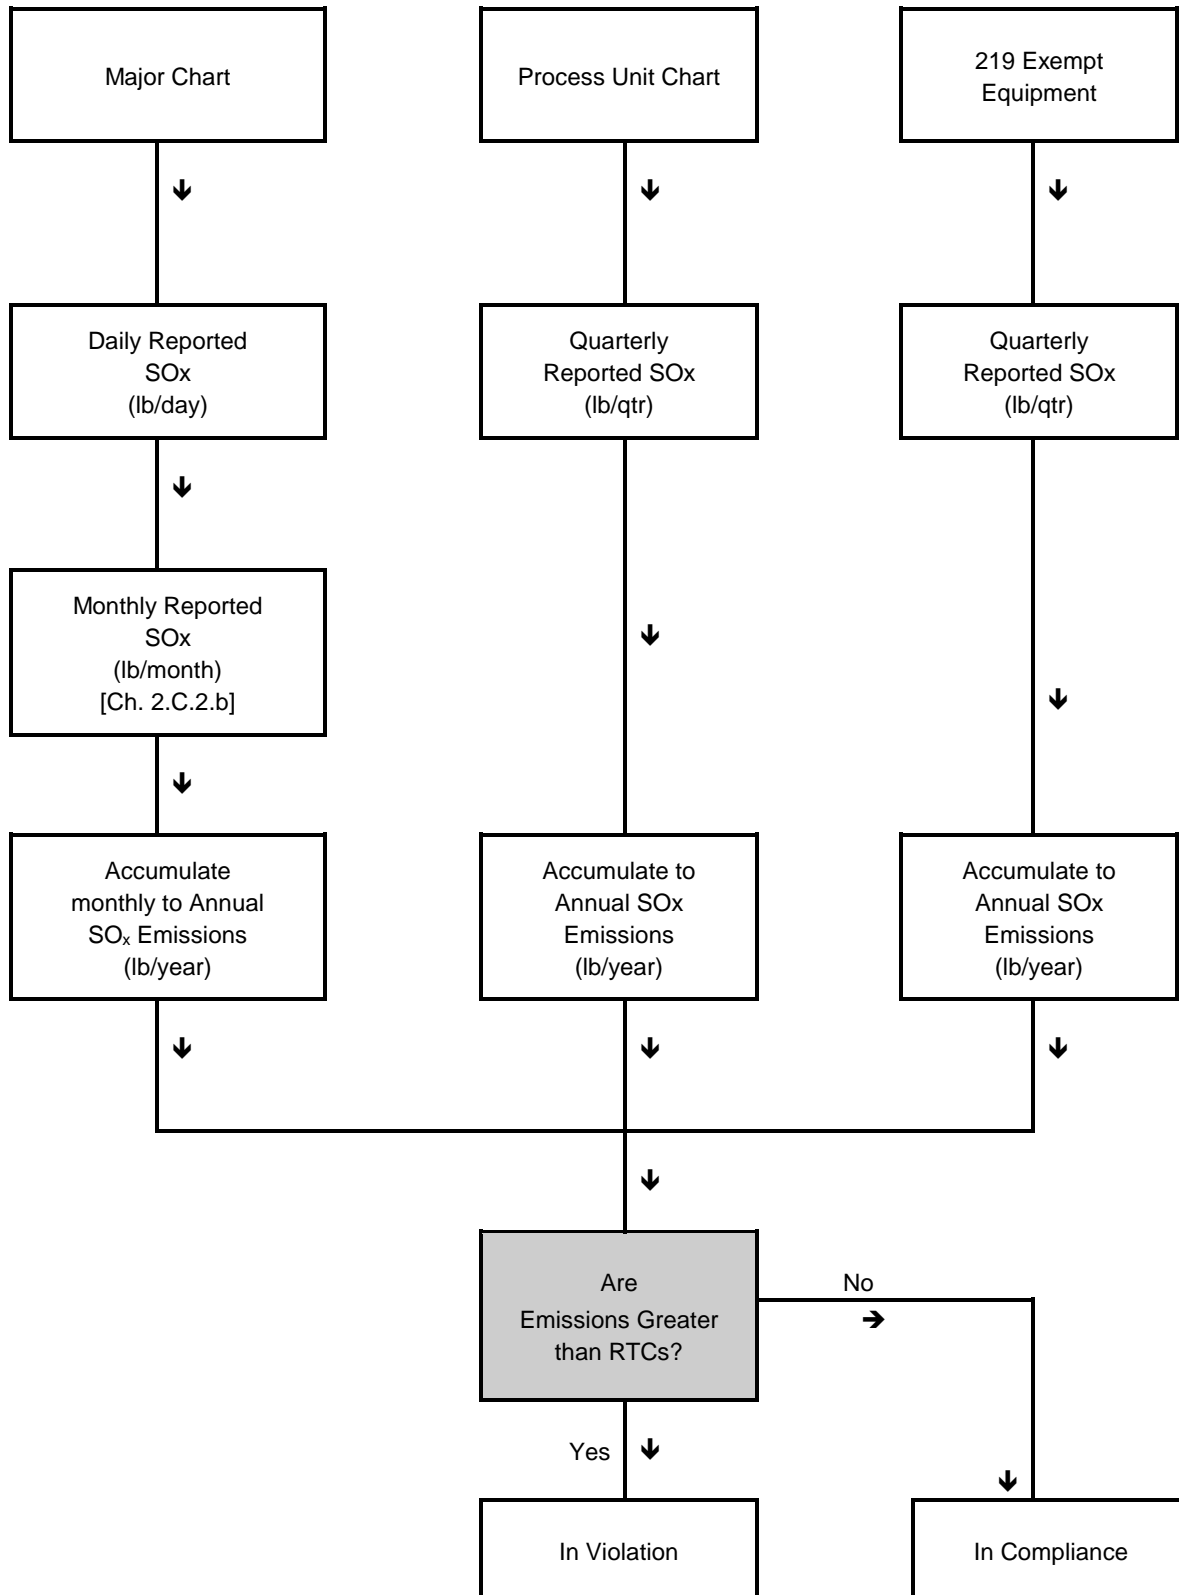 Major Chart
Process Unit Chart
219 Exempt
Equipment
Daily Reported
SOx
(lb/day)
Quarterly
Reported SOx
(lb/qtr)
Quarterly
Reported SOx
(lb/qtr)
Monthly Reported
SOx
(lb/month)
[Ch. 2.C.2.b]
Accumulate
monthly to Annual
SOₓ Emissions
(lb/year)
Accumulate to
Annual SOx
Emissions
(lb/year)
Accumulate to
Annual SOx
Emissions
(lb/year)
Are
Emissions Greater
than RTCs?
No
Yes
In Violation
In Compliance